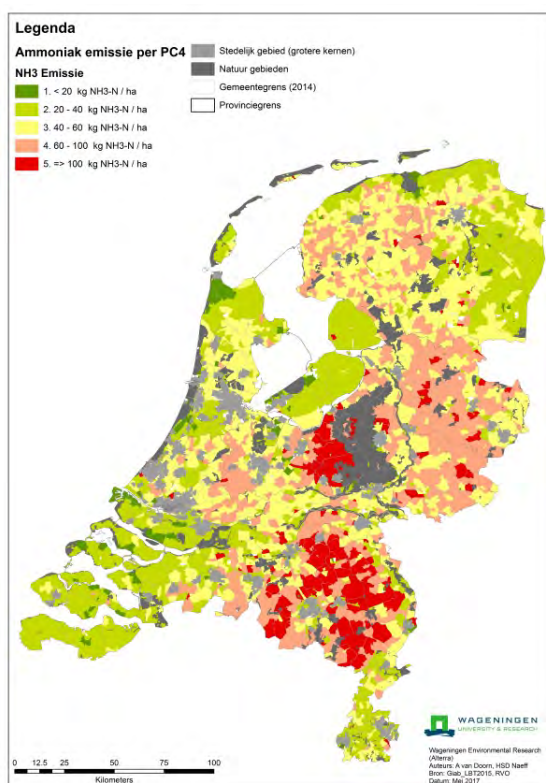 Legenda
Ammoniak emissie per PC4
NH3 Emissie
1. < 20 kg NH3-N / ha
2. 20 - 40 kg NH3-N / ha
3. 40 - 60 kg NH3-N / ha
4. 60 - 100 kg NH3-N / ha
5. => 100 kg NH3-N / ha
Stedelijk gebied (grotere kernen)
Natuur gebieden
Gemeentegrens (2014)
Provinciegrens
0 12.5 25 50 75 100
Kilometers
WAGENINGEN
UNIVERSITY & RESEARCH
Wageningen Environmental Research
(Alterra)
Auteurs: A van Doorn, HSD Naeff
Bron: Giab_LBT2015, RVO
Datum: Mei 2017